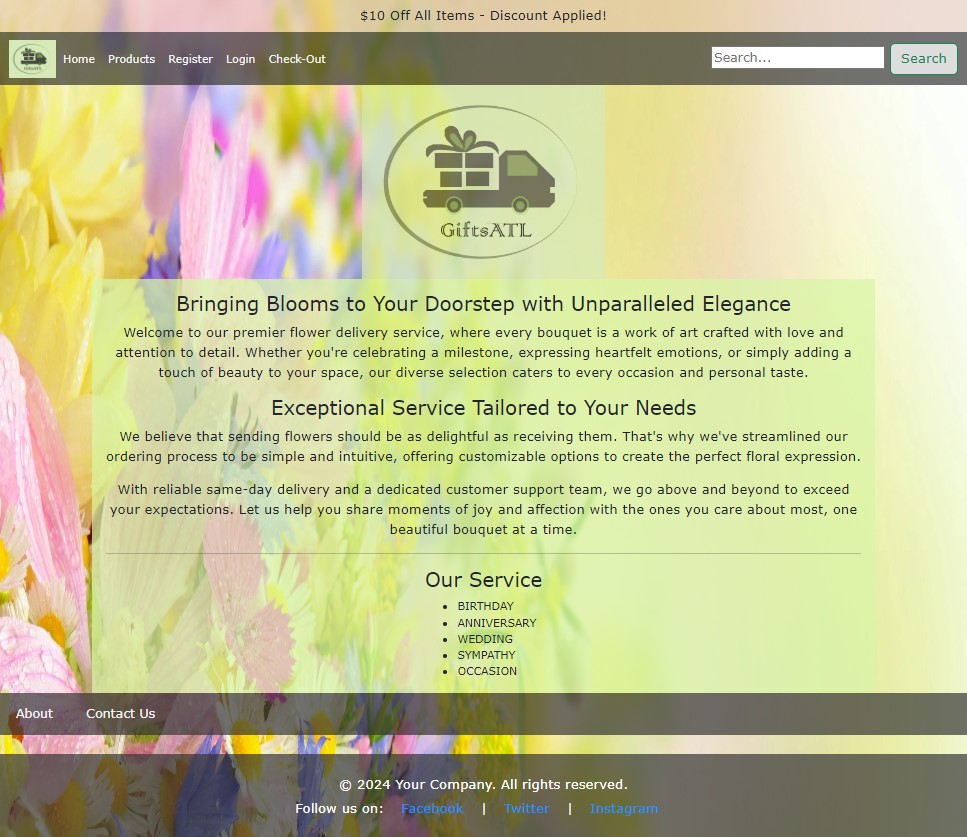 $10 Off All Items - Discount Applied!
Home Products Register Login Check-Out Search... Search
GiftsATL
Bringing Blooms to Your Doorstep with Unparalleled Elegance
Welcome to our premier flower delivery service, where every bouquet is a work of art crafted with love and
attention to detail. Whether you're celebrating a milestone, expressing heartfelt emotions, or simply adding a
touch of beauty to your space, our diverse selection caters to every occasion and personal taste.
Exceptional Service Tailored to Your Needs
We believe that sending flowers should be as delightful as receiving them. That's why we've streamlined our
ordering process to be simple and intuitive, offering customizable options to create the perfect floral expression.
With reliable same-day delivery and a dedicated customer support team, we go above and beyond to exceed
your expectations. Let us help you share moments of joy and affection with the ones you care about most, one
beautiful bouquet at a time.
Our Service
• BIRTHDAY
• ANNIVERSARY
• WEDDING
• SYMPATHY
• OCCASION
About Contact Us
© 2024 Your Company. All rights reserved.
Follow us on: Facebook | Twitter | Instagram